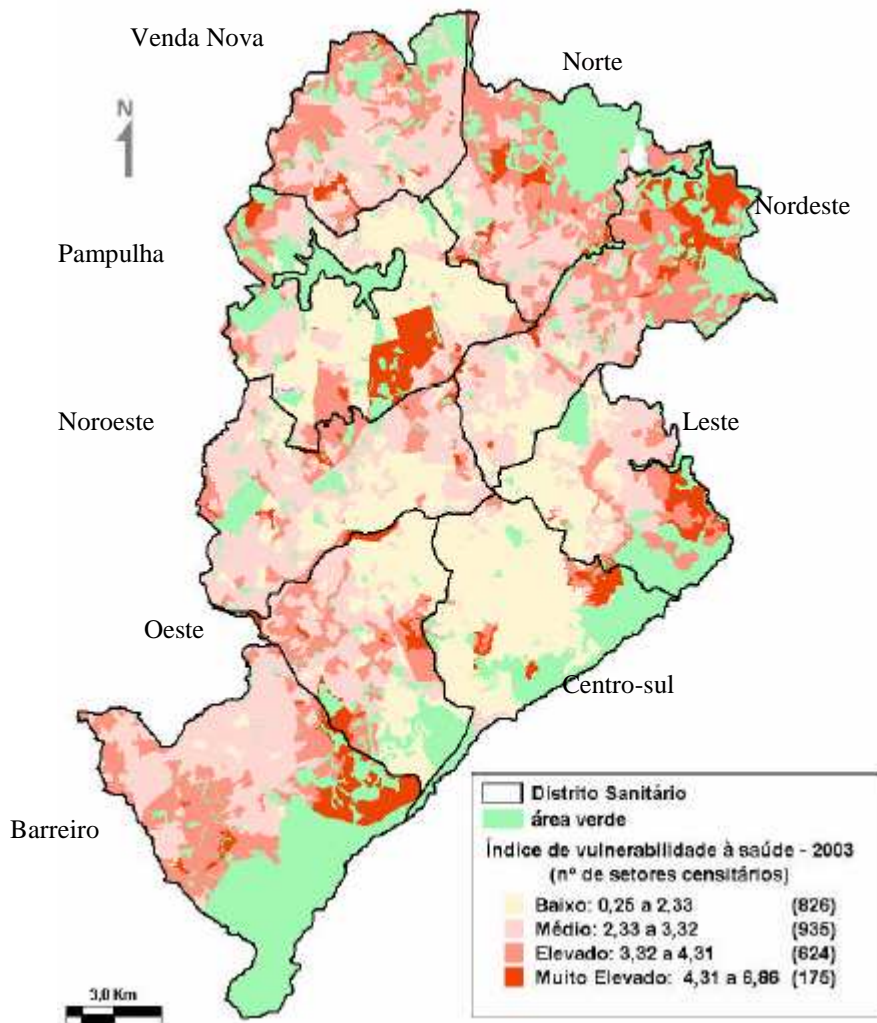 Venda Nova
Norte
N
Nordeste
Pampulha
Noroeste
Leste
Oeste
Centro-sul
Barreiro
Distrito Sanitário
área verde
Índice de vulnerabilidade à saúde - 2003
(nº de setores censitários)
Baixo: 0,25 a 2,33 (826)
Médio: 2,33 a 3,32 (935)
Elevado: 3,32 a 4,31 (624)
Muito Elevado: 4,31 a 6,86 (175)
3,0 Km